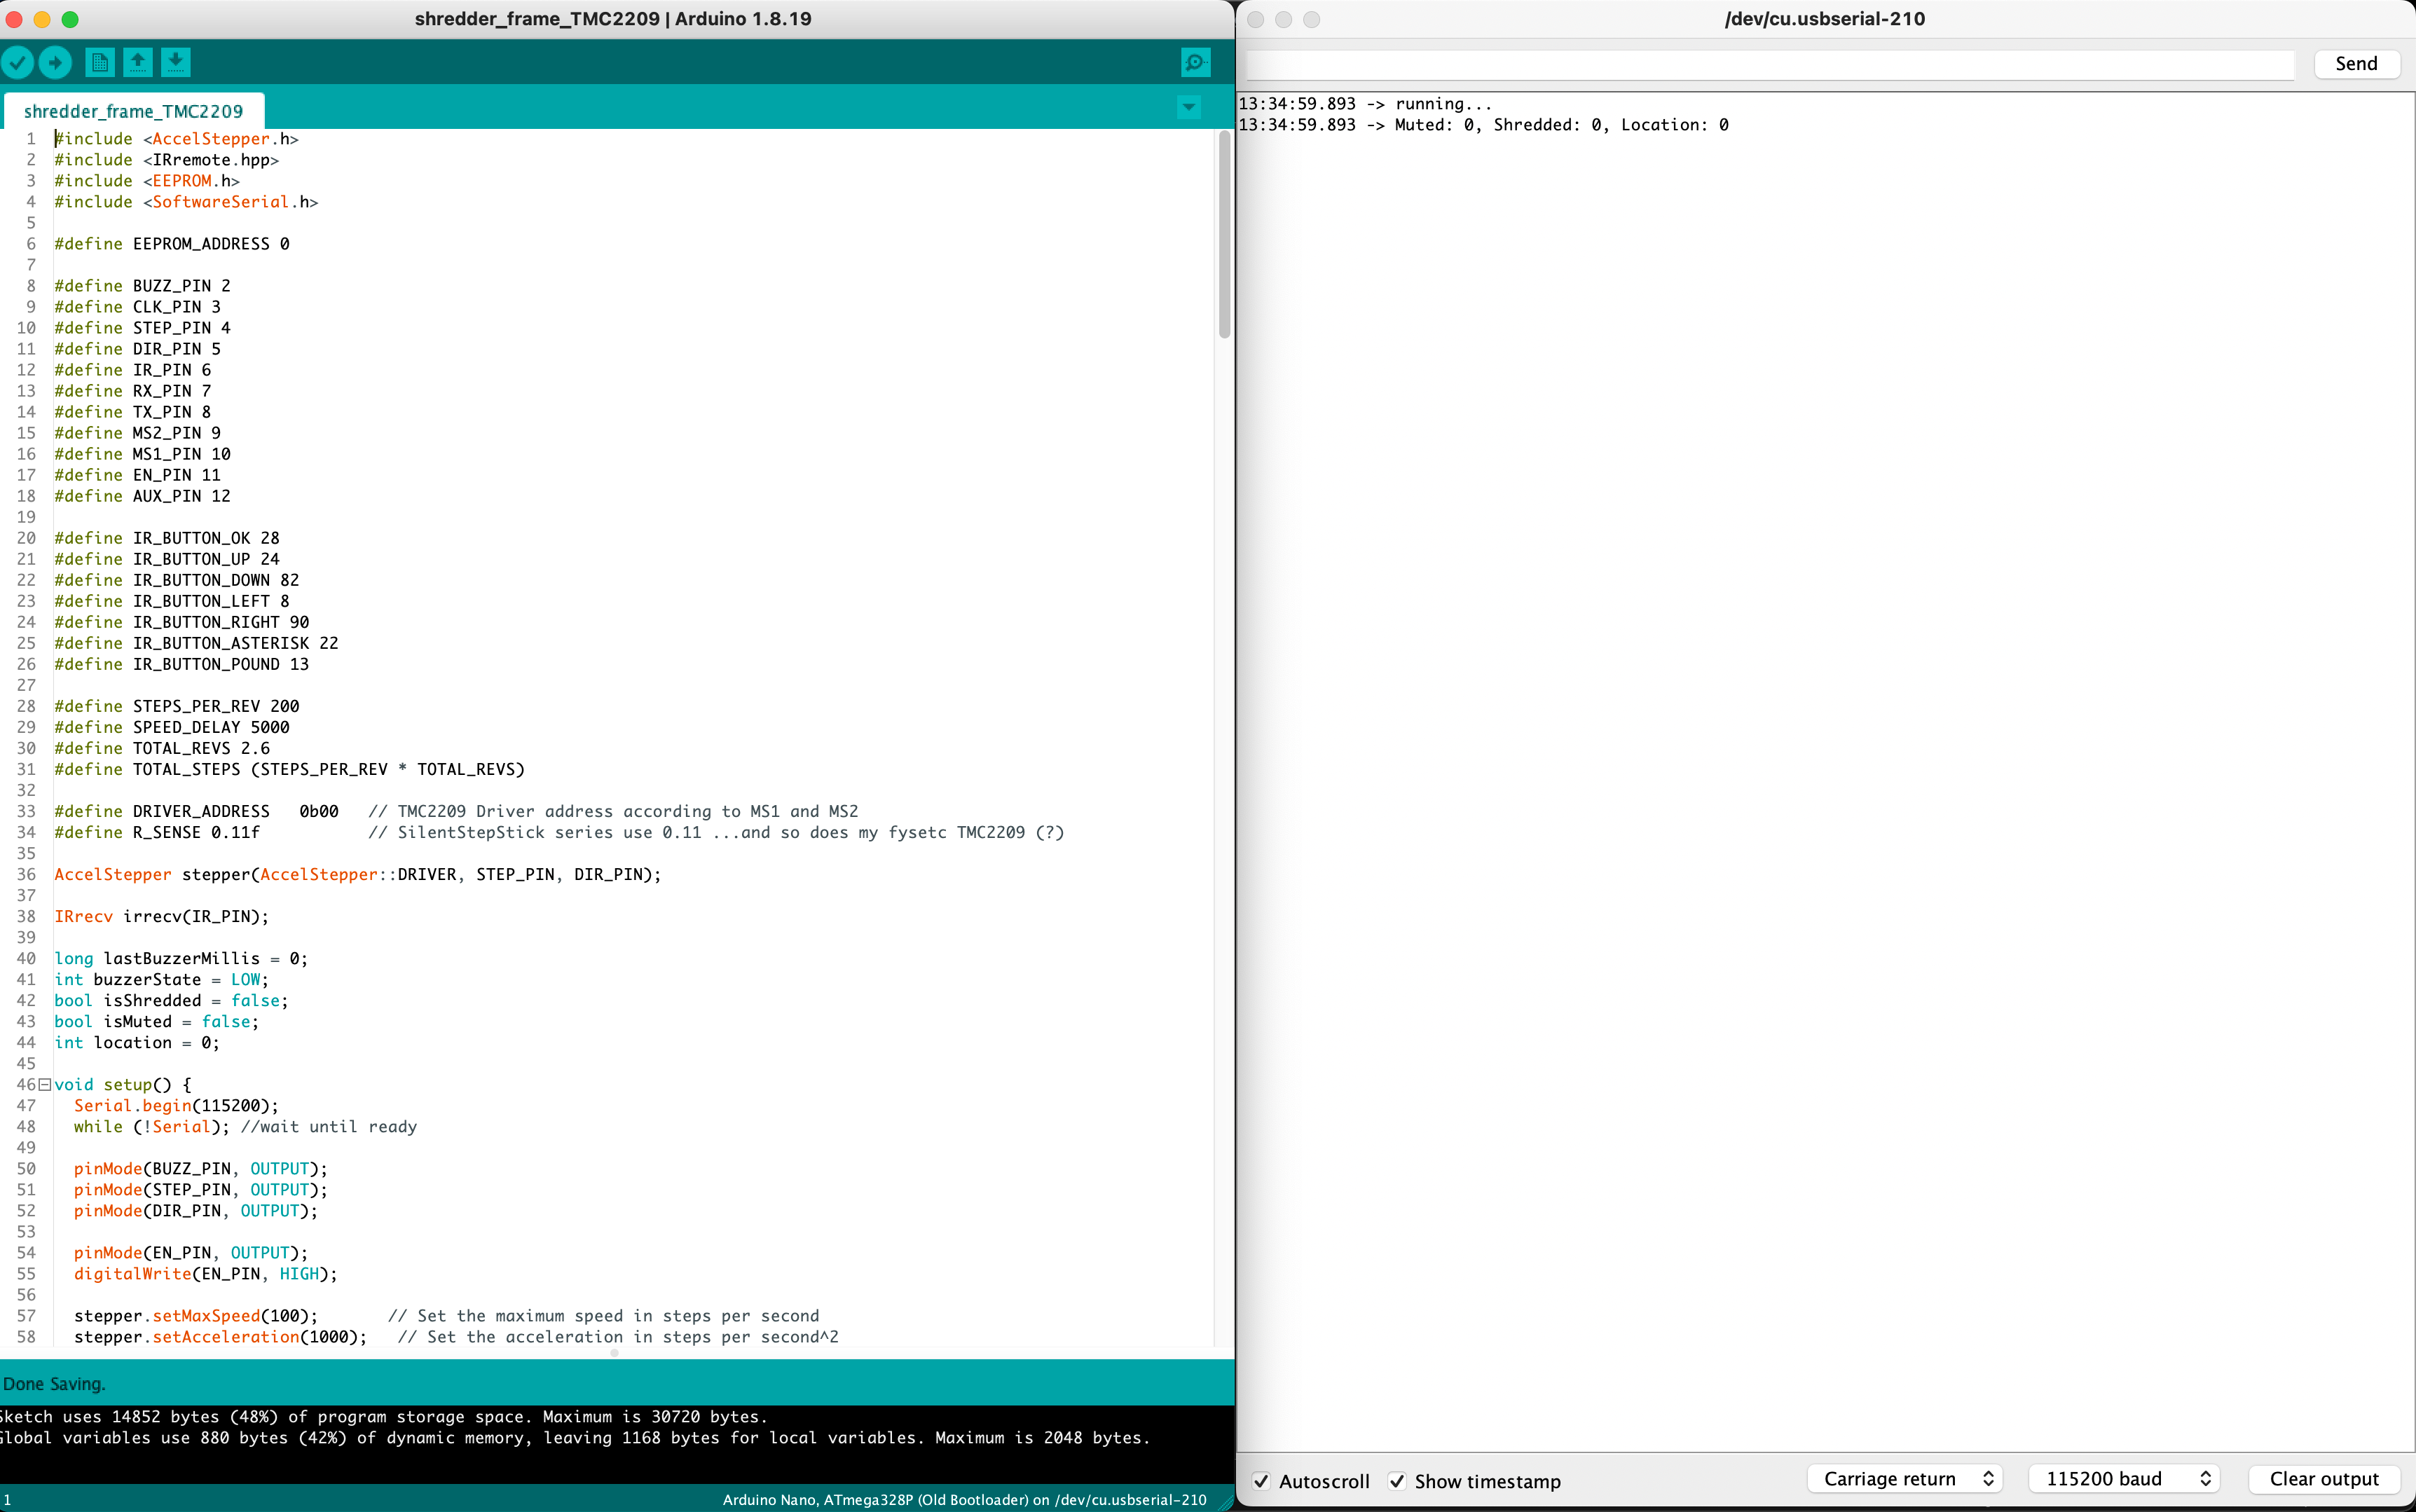 shredder_frame_TMC2209 | Arduino 1.8.19
shredder_frame_TMC2209
1 #include <AccelStepper.h>
2 #include <IRremote.hpp>
3 #include <EEPROM.h>
4 #include <SoftwareSerial.h>
5
6 #define EEPROM_ADDRESS 0
7
8 #define BUZZ_PIN 2
9 #define CLK_PIN 3
10 #define STEP_PIN 4
11 #define DIR_PIN 5
12 #define IR_PIN 6
13 #define RX_PIN 7
14 #define TX_PIN 8
15 #define MS2_PIN 9
16 #define MS1_PIN 10
17 #define EN_PIN 11
18 #define AUX_PIN 12
19
20 #define IR_BUTTON_OK 28
21 #define IR_BUTTON_UP 24
22 #define IR_BUTTON_DOWN 82
23 #define IR_BUTTON_LEFT 8
24 #define IR_BUTTON_RIGHT 90
25 #define IR_BUTTON_ASTERISK 22
26 #define IR_BUTTON_POUND 13
27
28 #define STEPS_PER_REV 200
29 #define SPEED_DELAY 5000
30 #define TOTAL_REVS 2.6
31 #define TOTAL_STEPS (STEPS_PER_REV * TOTAL_REVS)
32
33 #define DRIVER_ADDRESS   0b00   // TMC2209 Driver address according to MS1 and MS2
34 #define R_SENSE 0.11f           // SilentStepStick series use 0.11 ...and so does my fysetc TMC2209 (?)
35
36 AccelStepper stepper(AccelStepper::DRIVER, STEP_PIN, DIR_PIN);
37
38 IRrecv irrecv(IR_PIN);
39
40 long lastBuzzerMillis = 0;
41 int buzzerState = LOW;
42 bool isShredded = false;
43 bool isMuted = false;
44 int location = 0;
45
46 void setup() {
47   Serial.begin(115200);
48   while (!Serial); //wait until ready
49
50   pinMode(BUZZ_PIN, OUTPUT);
51   pinMode(STEP_PIN, OUTPUT);
52   pinMode(DIR_PIN, OUTPUT);
53
54   pinMode(EN_PIN, OUTPUT);
55   digitalWrite(EN_PIN, HIGH);
56
57   stepper.setMaxSpeed(100);       // Set the maximum speed in steps per second
58   stepper.setAcceleration(1000);   // Set the acceleration in steps per second^2
Done Saving.
Sketch uses 14852 bytes (48%) of program storage space. Maximum is 30720 bytes.
Global variables use 880 bytes (42%) of dynamic memory, leaving 1168 bytes for local variables. Maximum is 2048 bytes.
1
Arduino Nano, ATmega328P (Old Bootloader) on /dev/cu.usbserial-210
/dev/cu.usbserial-210
Send
13:34:59.893 -> running...
13:34:59.893 -> Muted: 0, Shredded: 0, Location: 0
Autoscroll
Show timestamp
Carriage return
115200 baud
Clear output